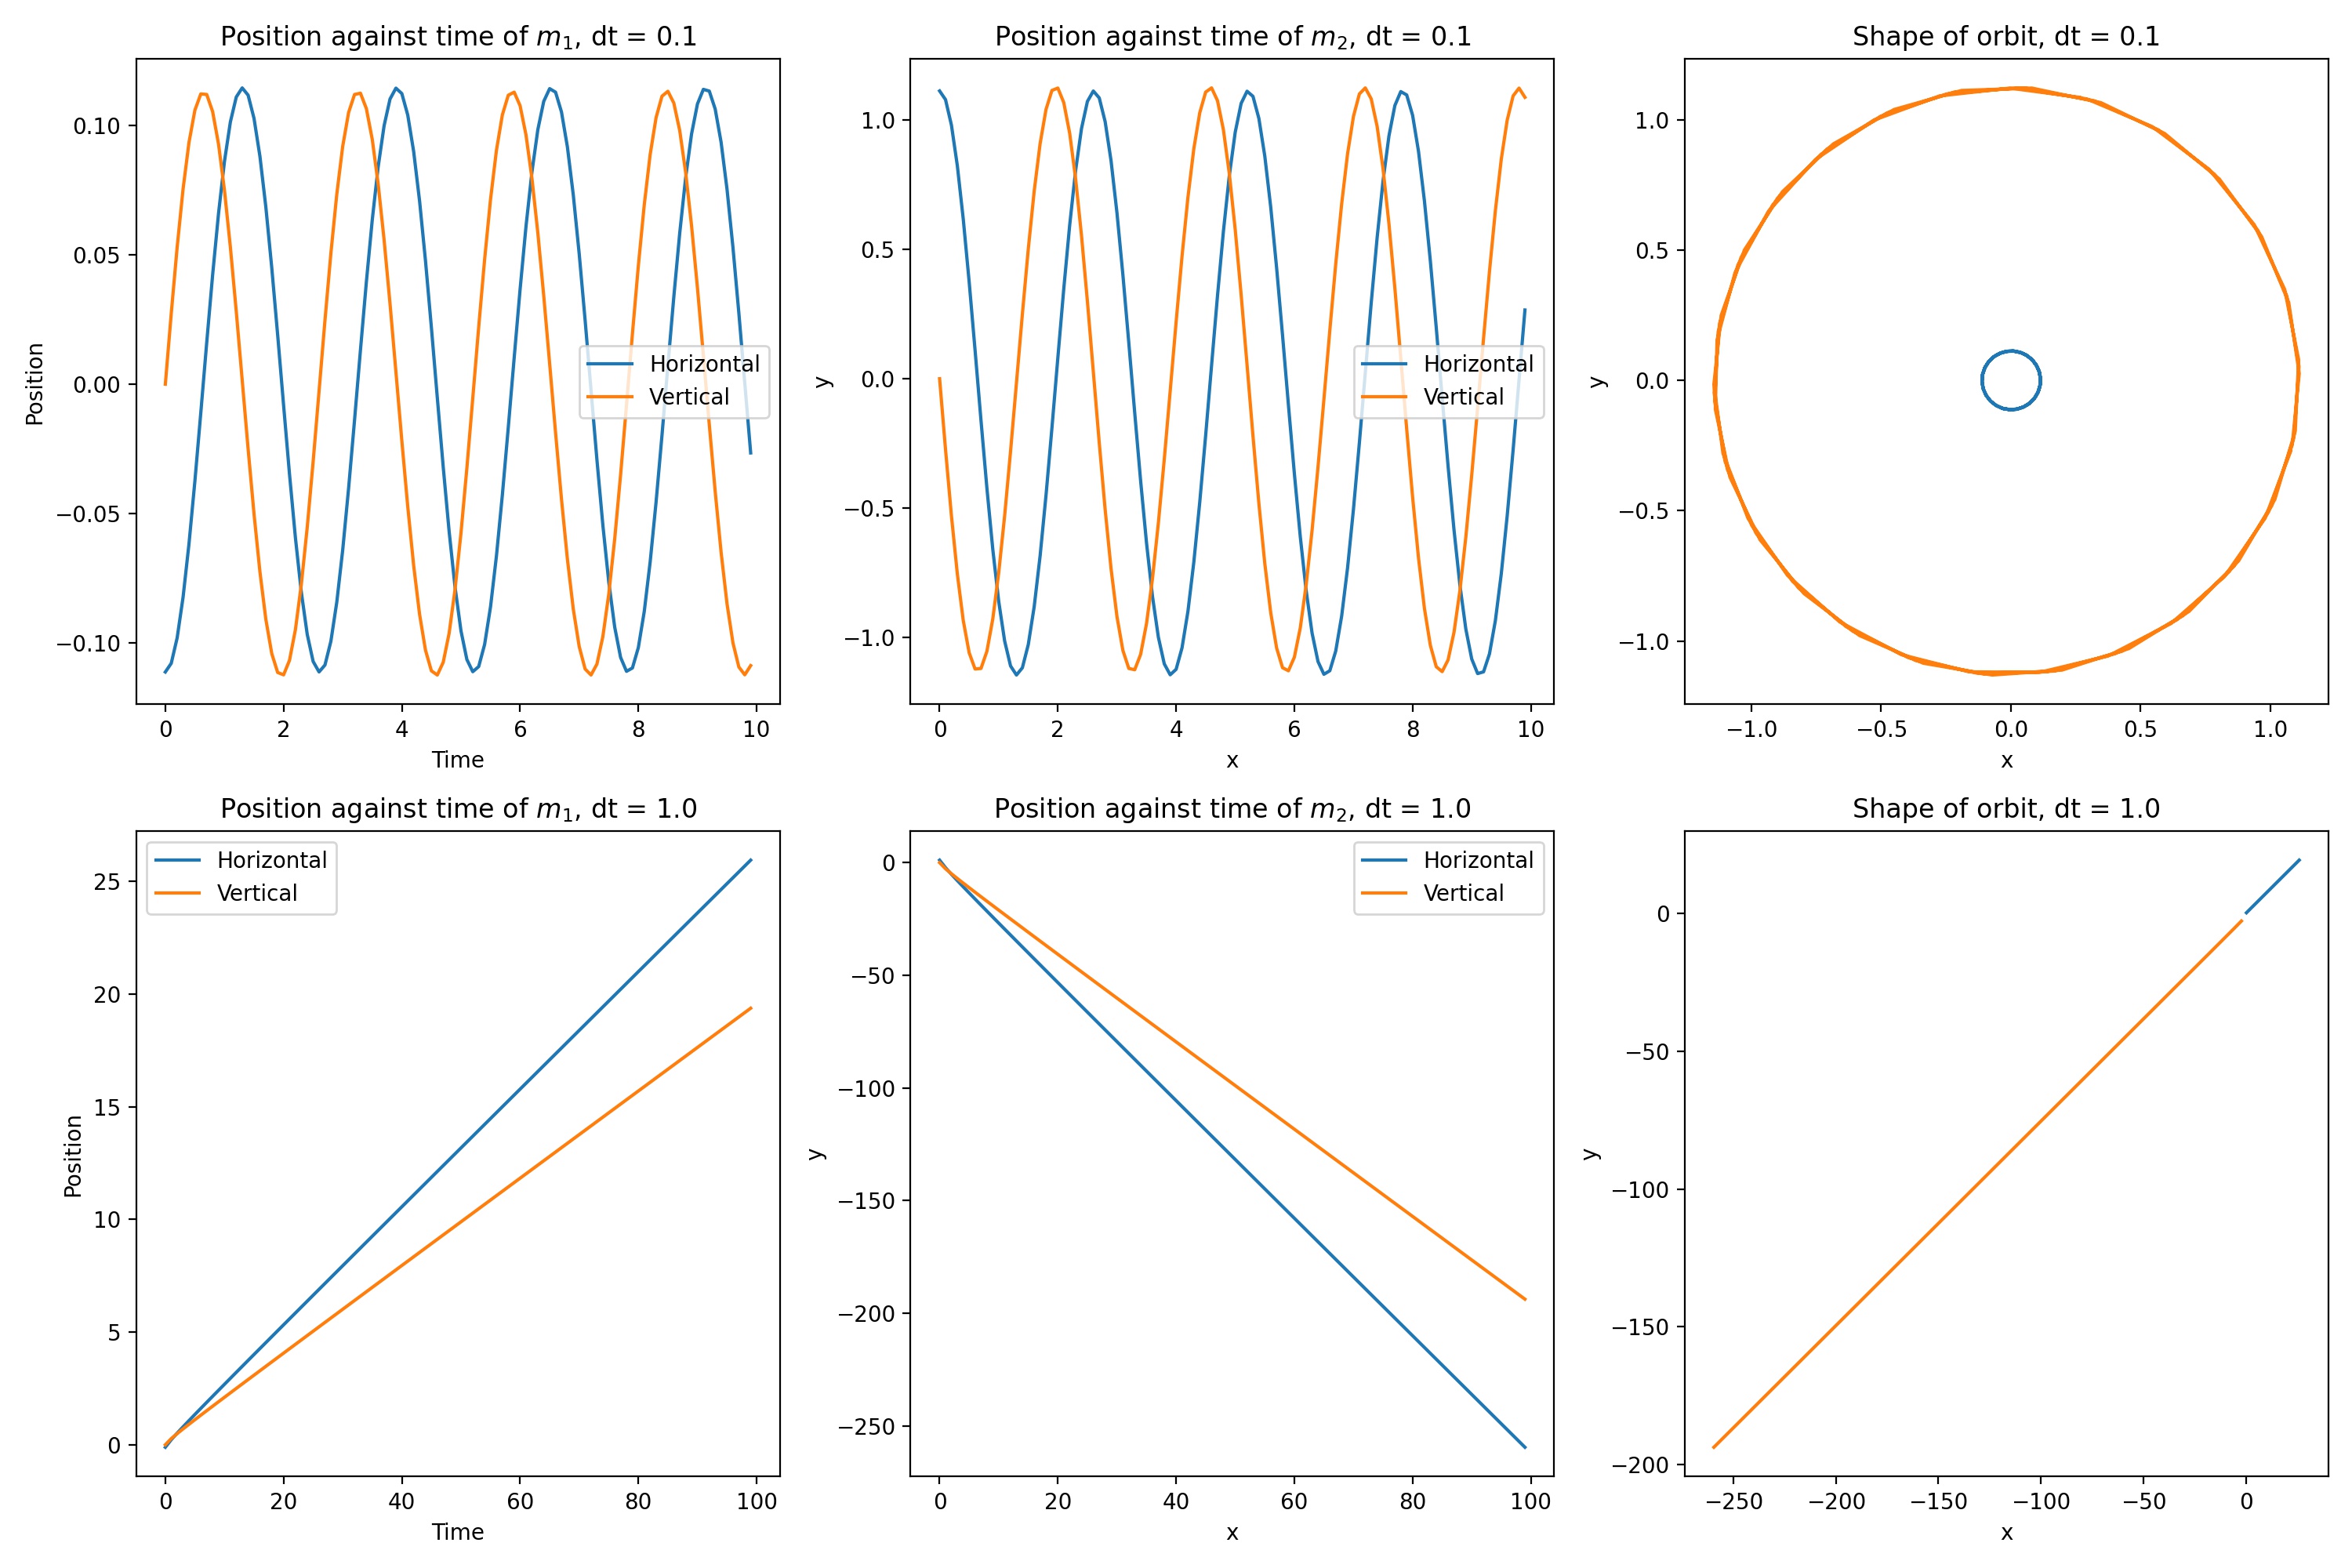 Position against time of m₁, dt = 0.1
0.10
0.05
0.00
−0.05
−0.10
Position
Horizontal
Vertical
0 2 4 6 8 10
Time
Position against time of m₂, dt = 0.1
1.0
0.5
0.0
−0.5
−1.0
y
Horizontal
Vertical
0 2 4 6 8 10
x
Shape of orbit, dt = 0.1
1.0
0.5
0.0
−0.5
−1.0
y
−1.0 −0.5 0.0 0.5 1.0
x
Position against time of m₁, dt = 1.0
Horizontal
Vertical
25
20
15
10
5
0
Position
0 20 40 60 80 100
Time
Position against time of m₂, dt = 1.0
Horizontal
Vertical
0
−50
−100
−150
−200
−250
y
0 20 40 60 80 100
x
Shape of orbit, dt = 1.0
0
−50
−100
−150
−200
y
−250 −200 −150 −100 −50 0
x